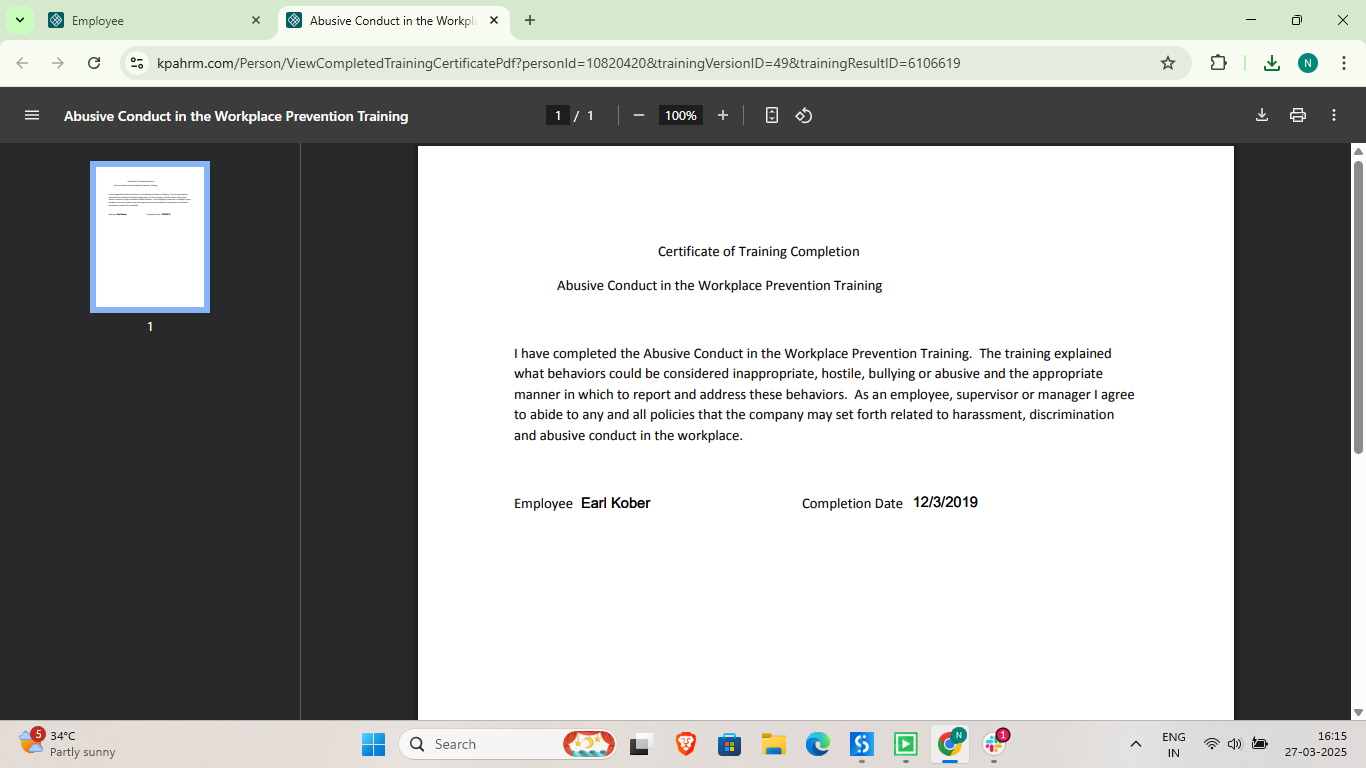 Employee
Abusive Conduct in the Workpl
kpahrm.com/Person/ViewCompletedTrainingCertificatePdf?personId=10820420&trainingVersionID=49&trainingResultID=6106619
N
Abusive Conduct in the Workplace Prevention Training
1 / 1
100%
1
Certificate of Training Completion
Abusive Conduct in the Workplace Prevention Training
I have completed the Abusive Conduct in the Workplace Prevention Training.  The training explained
what behaviors could be considered inappropriate, hostile, bullying or abusive and the appropriate
manner in which to report and address these behaviors.  As an employee, supervisor or manager I agree
to abide to any and all policies that the company may set forth related to harassment, discrimination
and abusive conduct in the workplace.
Employee Earl Kober Completion Date 12/3/2019
5
34°C
Partly sunny
Search
N
1
ENG
IN
16:15
27-03-2025